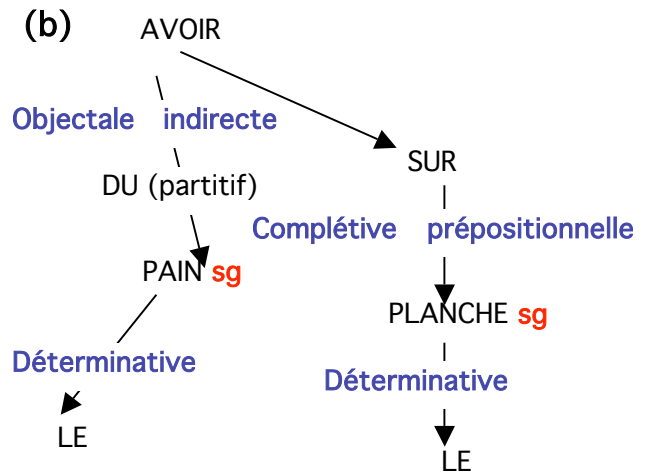 (b)
AVOIR
Objectale indirecte
SUR
DU (partitif)
Complétive prépositionnelle
PAIN sg
PLANCHE sg
Déterminative
Déterminative
LE
LE